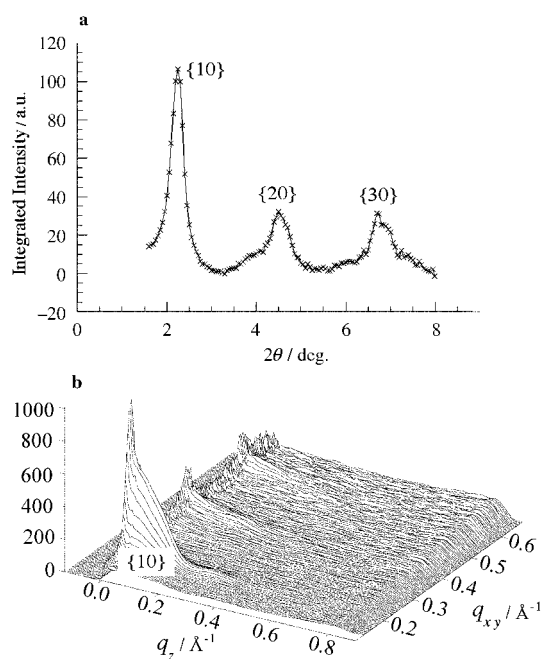 a
120
100
80
60
40
20
0
−20
Integrated Intensity / a.u.
{10}
{20}
{30}
0 2 4 6 8
2θ / deg.
b
1000
800
600
400
200
0
{10}
0.0 0.2 0.4 0.6 0.8
q_z / Å⁻¹
0.2 0.3 0.4 0.5 0.6
q_xy / Å⁻¹